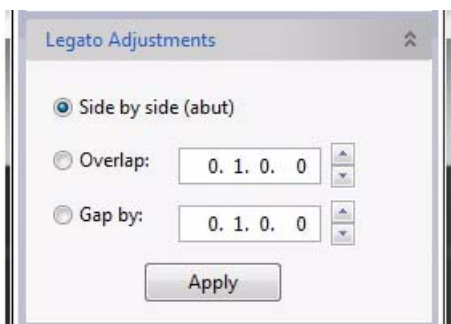 Legato Adjustments
Side by side (abut)
Overlap: 0. 1. 0. 0
Gap by: 0. 1. 0. 0
Apply